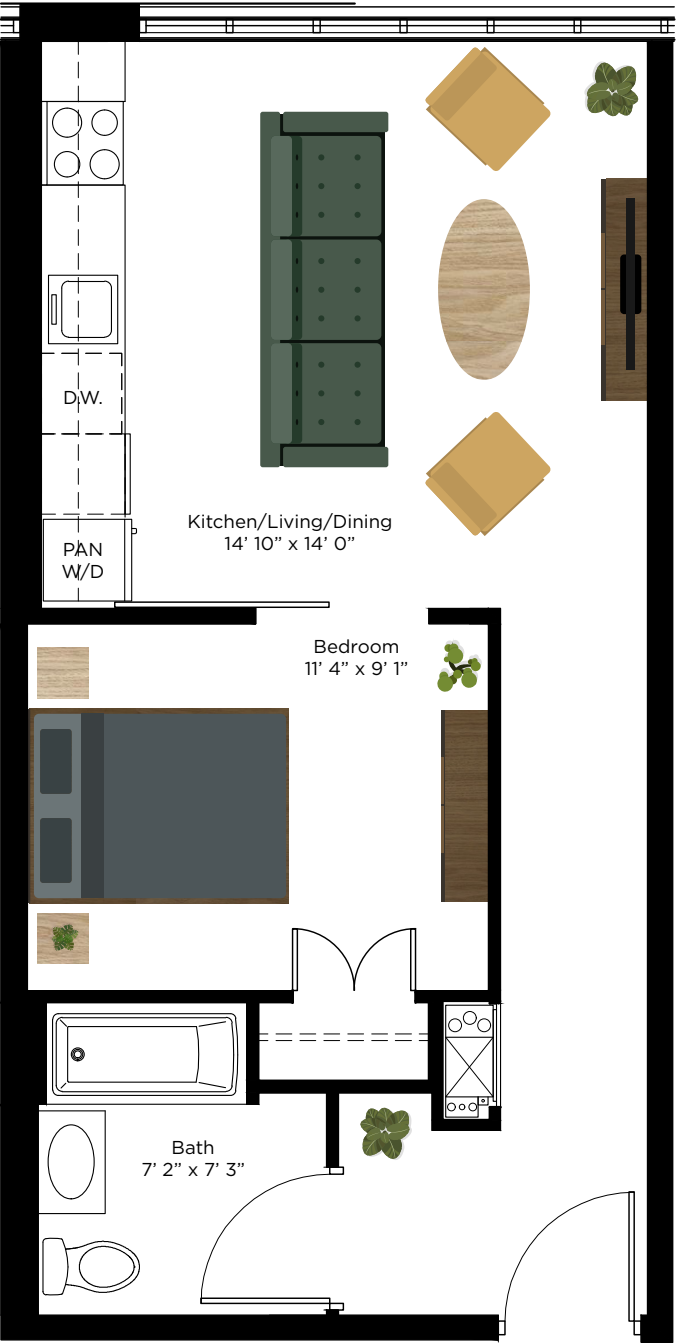 D.W.
Kitchen/Living/Dining
14’ 10” x 14’ 0”
PAN
W/D
Bedroom
11’ 4” x 9’ 1”
Bath
7’ 2” x 7’ 3”